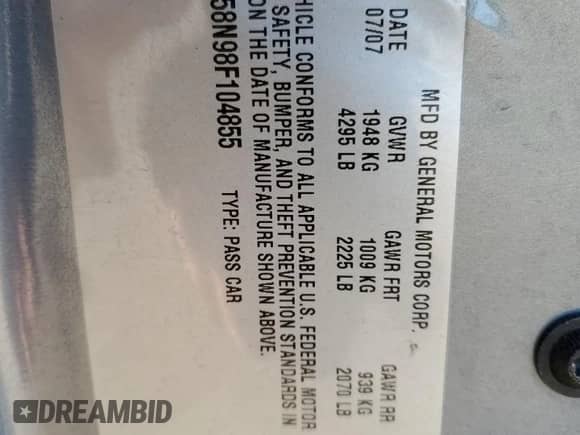 MFD BY GENERAL MOTORS CORP.
DATE GVWR GAWR FRT GAWR RR
07/07 1948 KG 1009 KG 939 KG
4295 LB 2225 LB 2070 LB
HICLE CONFORMS TO ALL APPLICABLE U.S. FEDERAL MOTOR
SAFETY, BUMPER, AND THEFT PREVENTION STANDARDS IN
ON THE DATE OF MANUFACTURE SHOWN ABOVE.
58N98F104855 TYPE: PASS CAR
DREAMBID